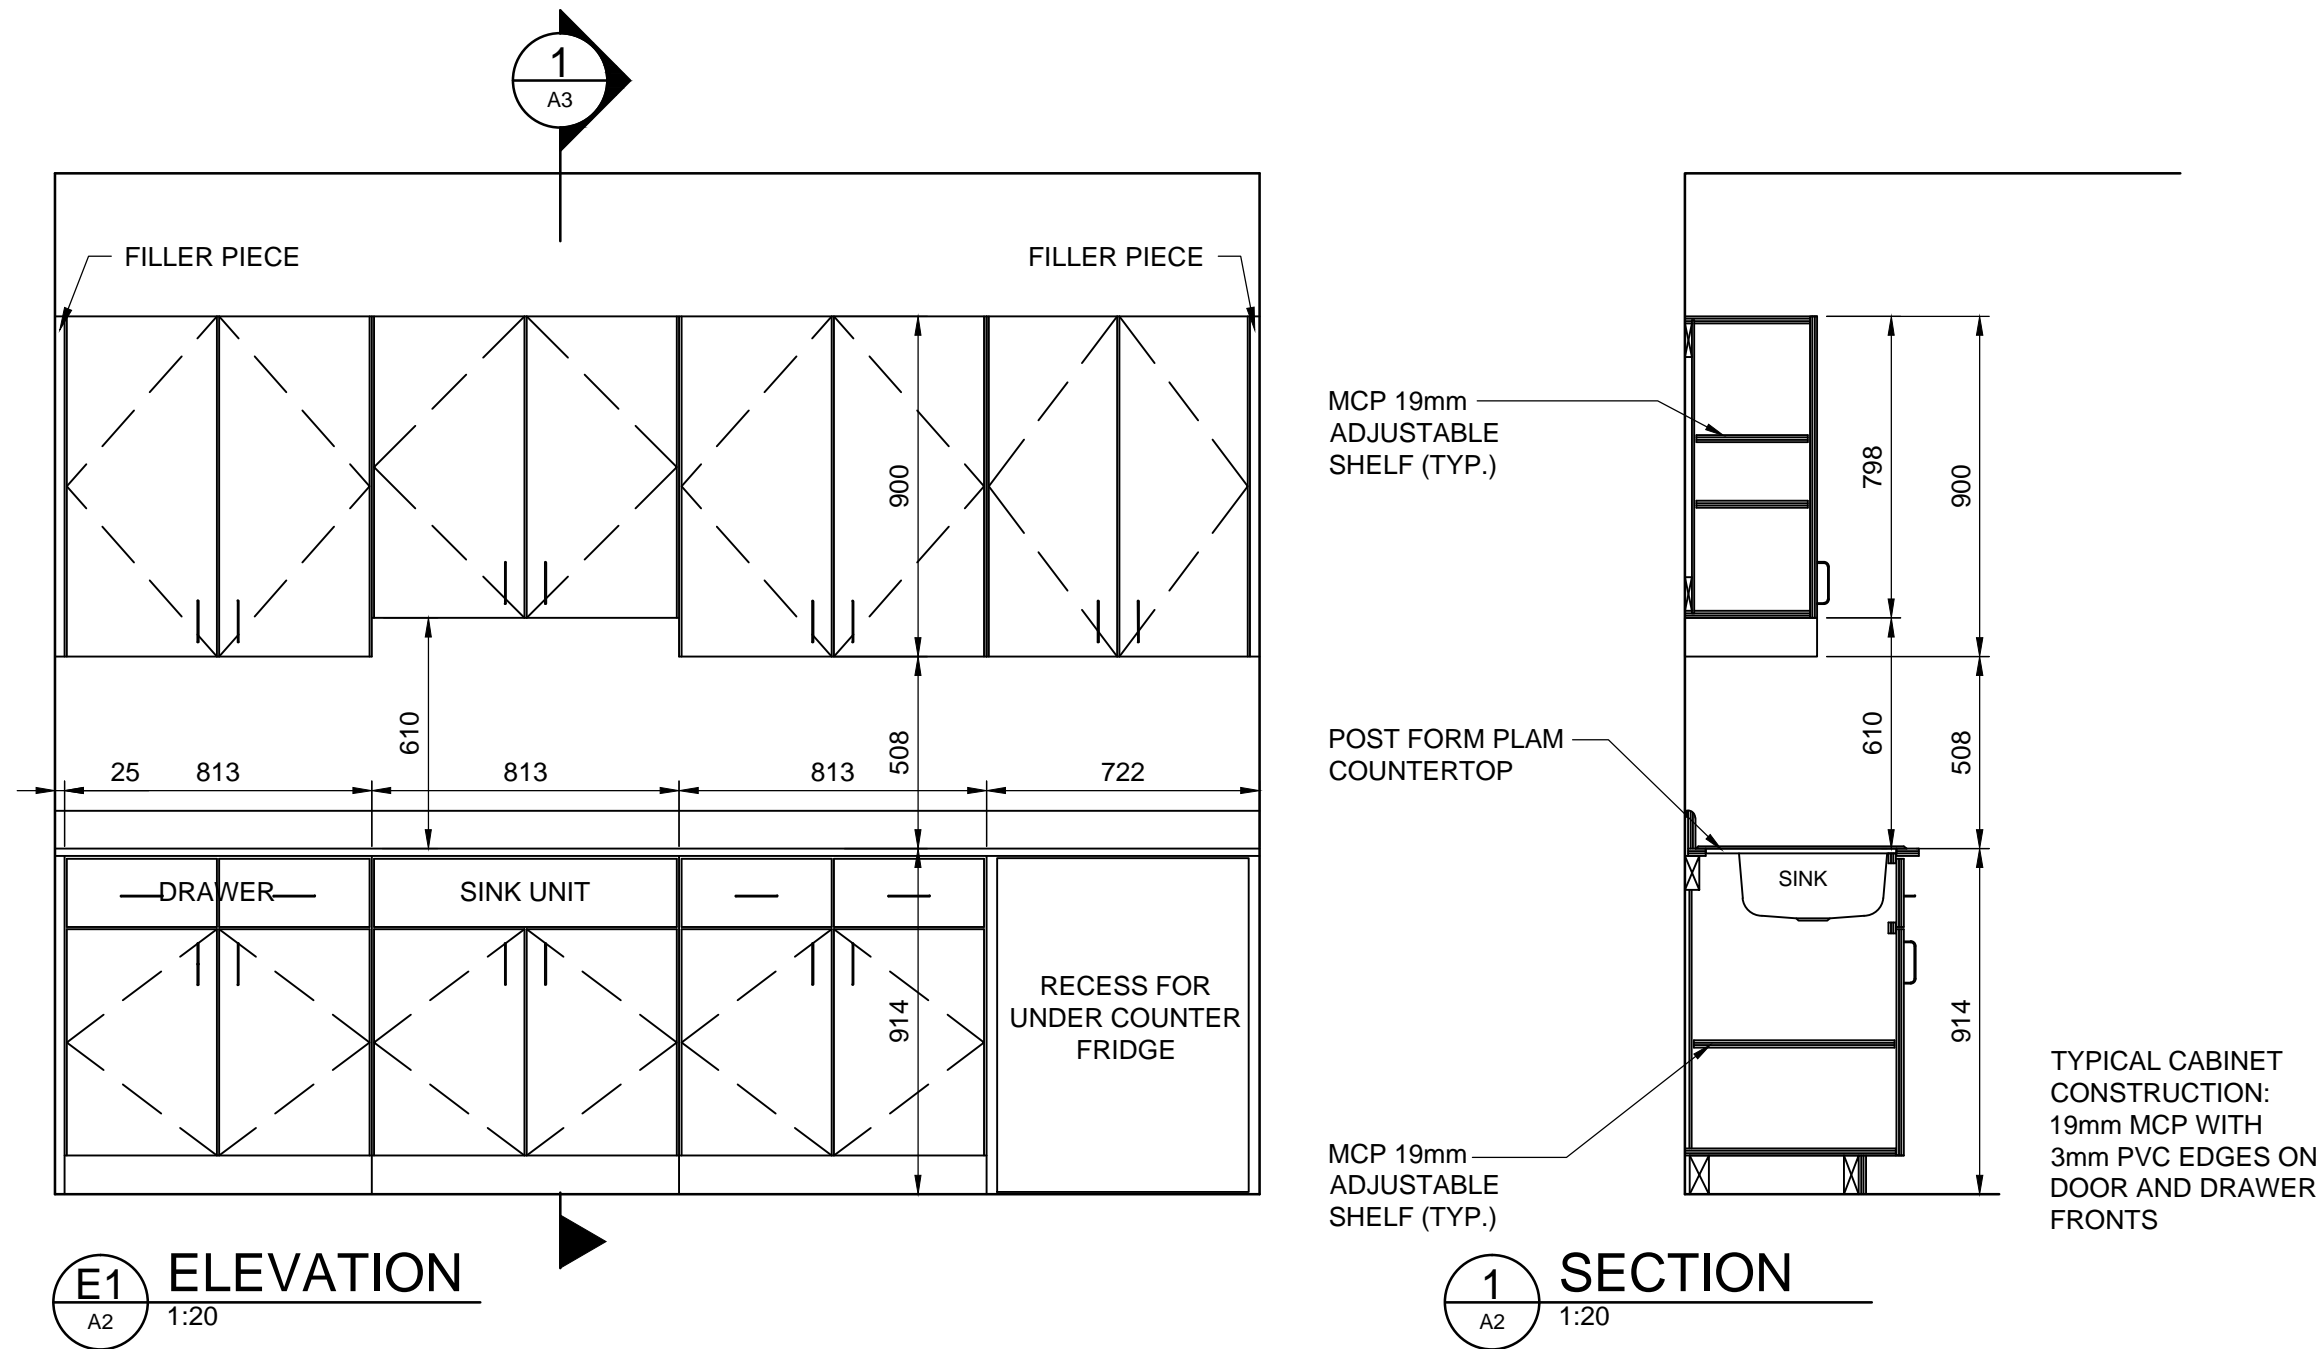 1
A3
FILLER PIECE
FILLER PIECE
900
610
508
25
813
813
813
722
DRAWER
SINK UNIT
914
RECESS FOR
UNDER COUNTER
FRIDGE
E1
A2
ELEVATION
1:20
MCP 19mm
ADJUSTABLE
SHELF (TYP.)
798
900
POST FORM PLAM
COUNTERTOP
610
508
SINK
914
MCP 19mm
ADJUSTABLE
SHELF (TYP.)
TYPICAL CABINET
CONSTRUCTION:
19mm MCP WITH
3mm PVC EDGES ON
DOOR AND DRAWER
FRONTS
1
A2
SECTION
1:20